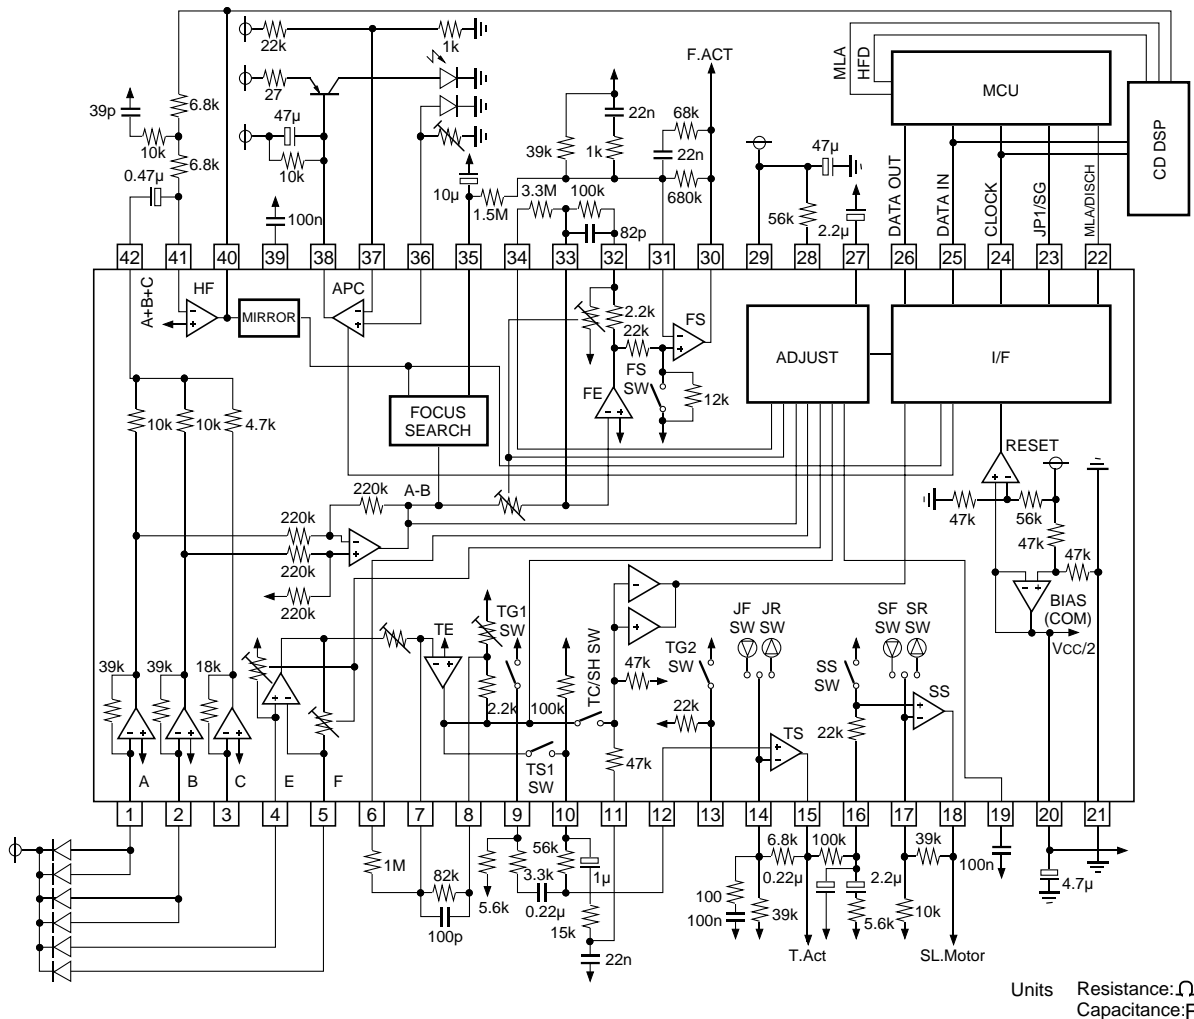 22k
1k
F.ACT
MLA
HFD
MCU
CD DSP
39p
6.8k
27
47µ
22n
68k
10k
6.8k
10k
39k
1k
22n
47µ
0.47µ
10µ
1.5M
3.3M
100k
680k
56k
DATA OUT
DATA IN
CLOCK
JP1/SG
MLA/DISCH
100n
82p
2.2µ
42
41
40
39
38
37
36
35
34
33
32
31
30
29
28
27
26
25
24
23
22
A+B+C
HF
MIRROR
APC
2.2k
22k
FS
ADJUST
I/F
FS
SW
FE
12k
10k
10k
4.7k
FOCUS
SEARCH
RESET
220k
A-B
47k
56k
220k
47k
47k
220k
220k
BIAS
(COM)
VCC/2
TE
TG1
SW
TC/SH SW
JF
SW
JR
SW
SF
SW
SR
SW
39k
39k
18k
47k
TG2
SW
SS
SW
SS
2.2k
100k
22k
22k
TS
TS1
SW
47k
A
B
C
E
F
1
2
3
4
5
6
7
8
9
10
11
12
13
14
15
16
17
18
19
20
21
1M
82k
100p
5.6k
3.3k
0.22µ
56k
1µ
15k
22n
6.8k
100k
0.22µ
2.2µ
39k
100n
4.7µ
100
100n
39k
5.6k
10k
T.Act
SL.Motor
Units
Resistance:Ω
Capacitance:F